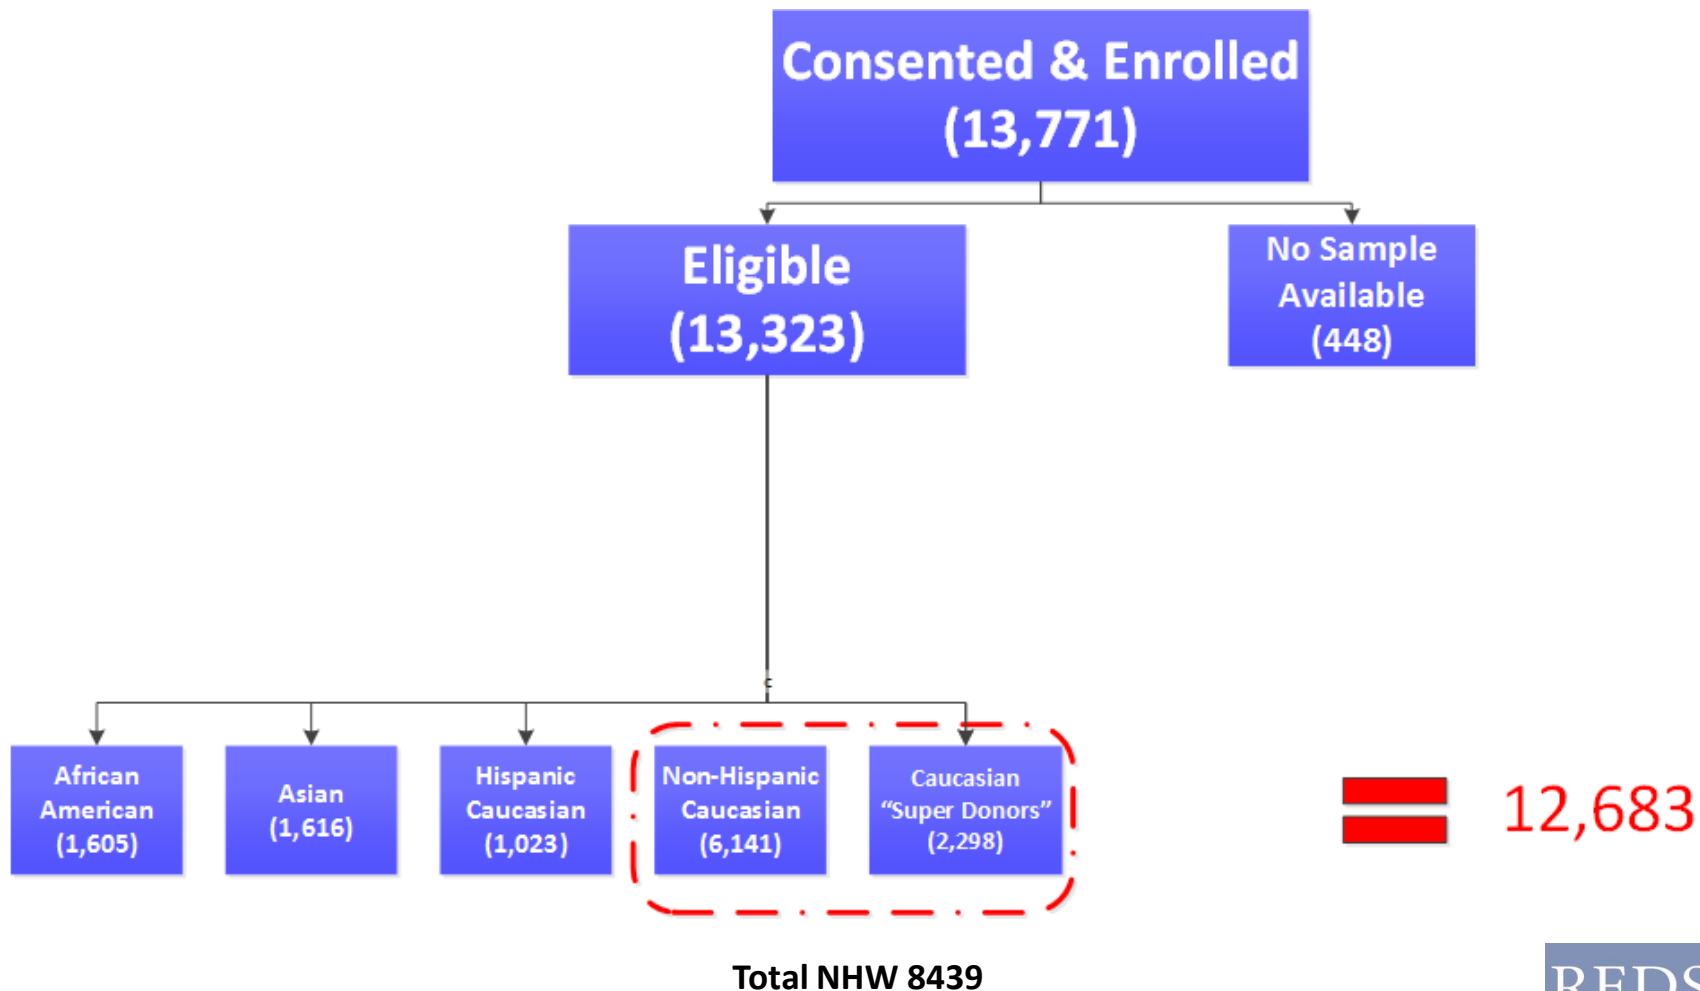 Consented & Enrolled
(13,771)
Eligible
(13,323)
No Sample
Available
(448)
c
African
American
(1,605)
Asian
(1,616)
Hispanic
Caucasian
(1,023)
Non-Hispanic
Caucasian
(6,141)
Caucasian
“Super Donors”
(2,298)
12,683
Total NHW 8439
REDS